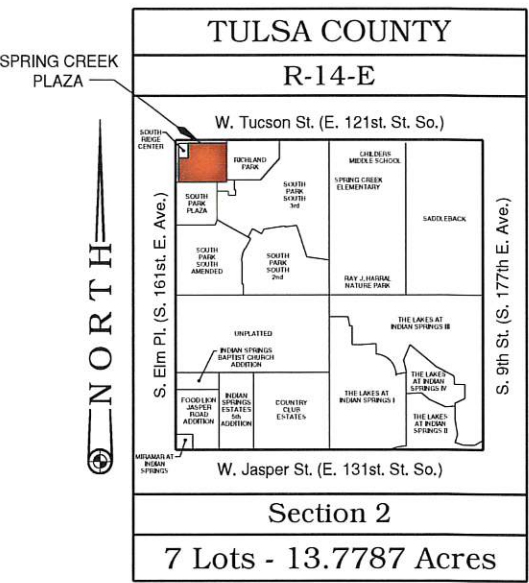 TULSA COUNTY
R-14-E
SPRING CREEK
PLAZA
W. Tucson St. (E. 121st. St. So.)
SOUTH
RIDGE
CENTER
RICHLAND
PARK
CHILDERS
MIDDLE SCHOOL
SPRING CREEK
ELEMENTARY
SOUTH
PARK
SOUTH
3rd
SOUTH
PARK
PLAZA
SADDLEBACK
SOUTH
PARK
SOUTH
AMENDED
SOUTH
PARK
SOUTH
2nd
RAY J. HARRAL
NATURE PARK
S. Elm Pl. (S. 161st. E. Ave.)
S. 9th St. (S. 177th E. Ave.)
NORTH
UNPLATTED
THE LAKES AT
INDIAN SPRINGS III
INDIAN SPRINGS
BAPTIST CHURCH
ADDITION
THE LAKES
AT INDIAN
SPRINGS IV
FOOD LION
JASPER
ROAD
ADDITION
INDIAN
SPRINGS
ESTATES
5th
ADDITION
COUNTRY
CLUB
ESTATES
THE LAKES AT
INDIAN SPRINGS I
THE LAKES
AT INDIAN
SPRINGS II
MIRAMAR AT
INDIAN
SPRINGS
W. Jasper St. (E. 131st. St. So.)
Section 2
7 Lots - 13.7787 Acres